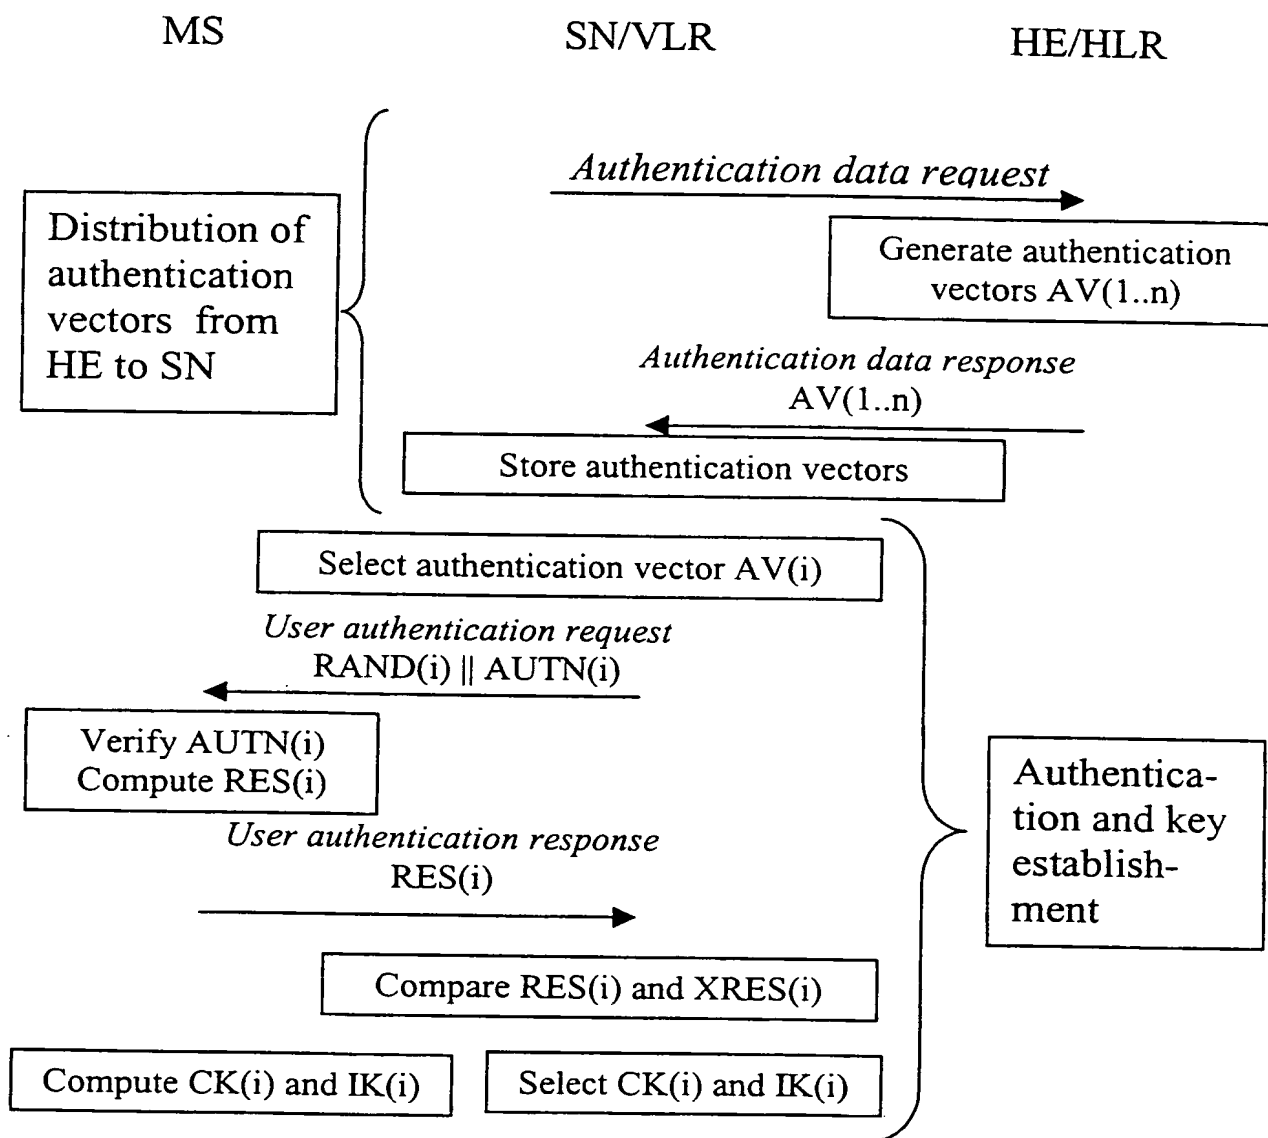 MS
SN/VLR
HE/HLR
Authentication data request
Distribution of
authentication
vectors from
HE to SN
Generate authentication
vectors AV(1..n)
Authentication data response
AV(1..n)
Store authentication vectors
Select authentication vector AV(i)
User authentication request
RAND(i) || AUTN(i)
Verify AUTN(i)
Compute RES(i)
User authentication response
RES(i)
Authentica-
tion and key
establish-
ment
Compare RES(i) and XRES(i)
Compute CK(i) and IK(i)
Select CK(i) and IK(i)